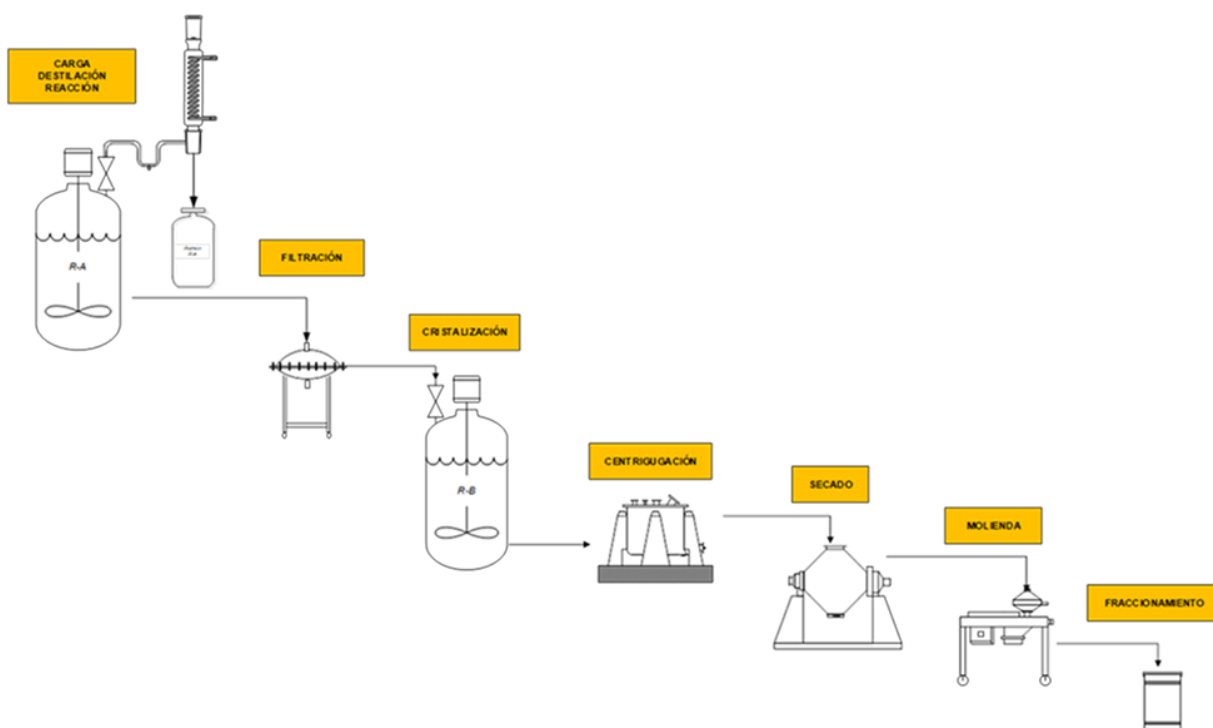 CARGA
DESTILACIÓN
REACCIÓN
R-A
FILTRACIÓN
CRISTALIZACIÓN
R-B
CENTRIGUGACIÓN
SECADO
MOLIENDA
FRACCIONAMIENTO